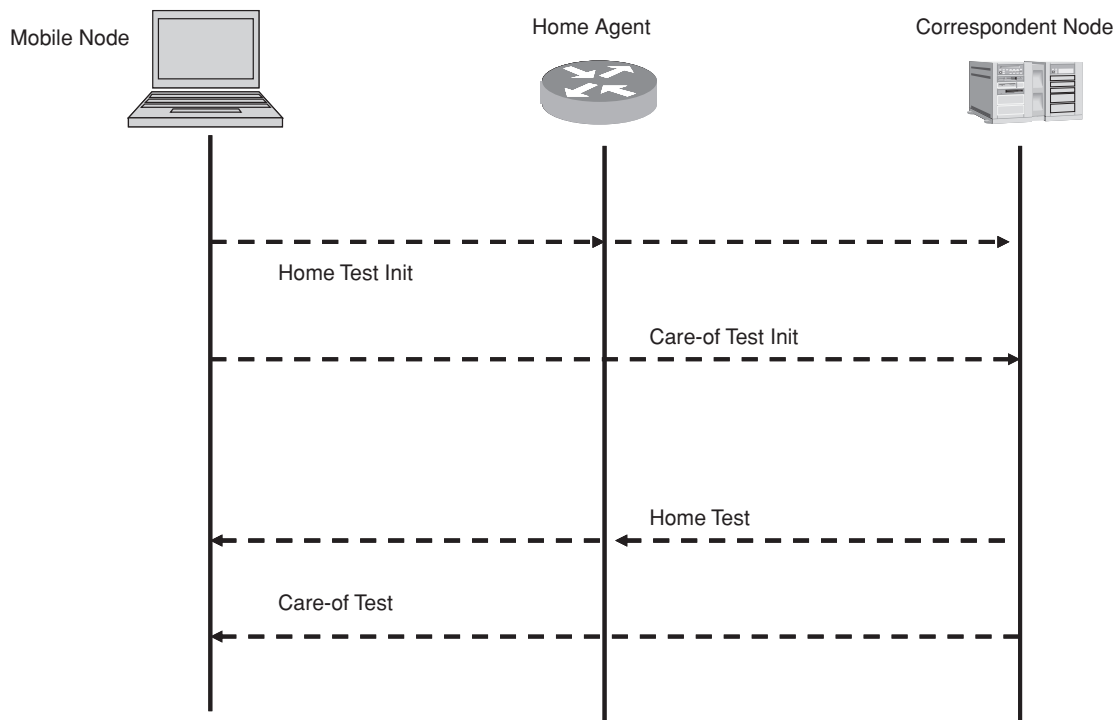 Mobile Node
Home Agent
Correspondent Node
Home Test Init
Care-of Test Init
Home Test
Care-of Test